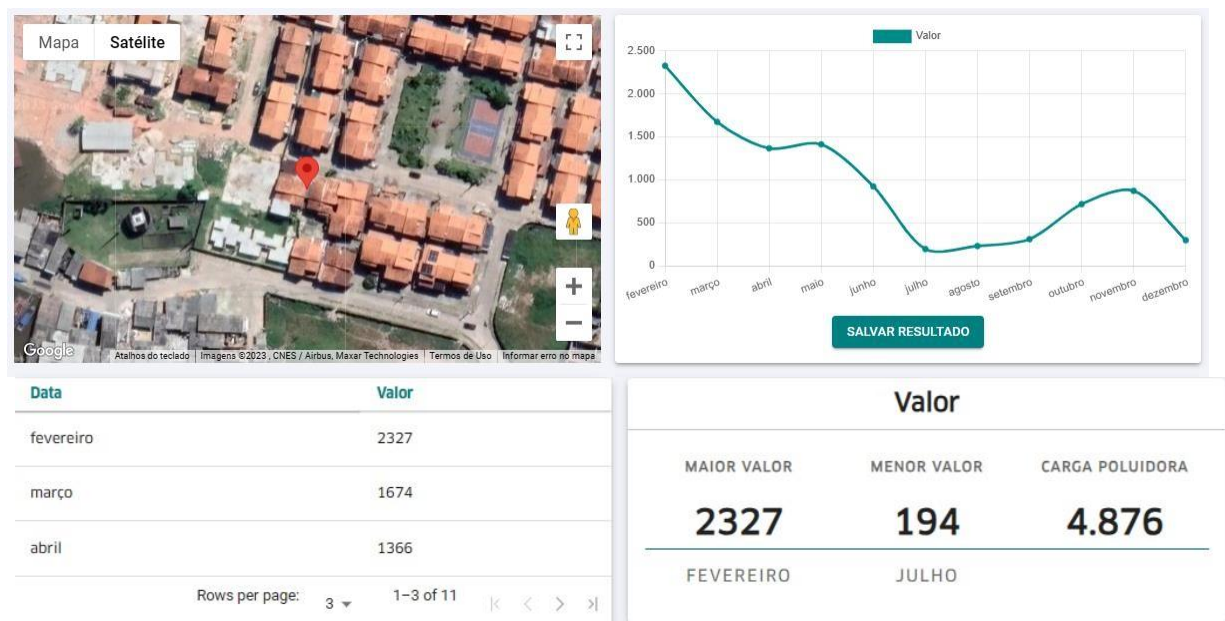 Mapa Satélite
Google
Atalhos do teclado Imagens ©2023 , CNES / Airbus, Maxar Technologies Termos de Uso Informar erro no mapa
Valor
2.500
2.000
1.500
1.000
500
0
fevereiro março abril maio junho julho agosto setembro outubro novembro dezembro
SALVAR RESULTADO
Data Valor
fevereiro 2327
março 1674
abril 1366
Rows per page: 3 1–3 of 11
Valor
MAIOR VALOR MENOR VALOR CARGA POLUIDORA
2327 194 4.876
FEVEREIRO JULHO